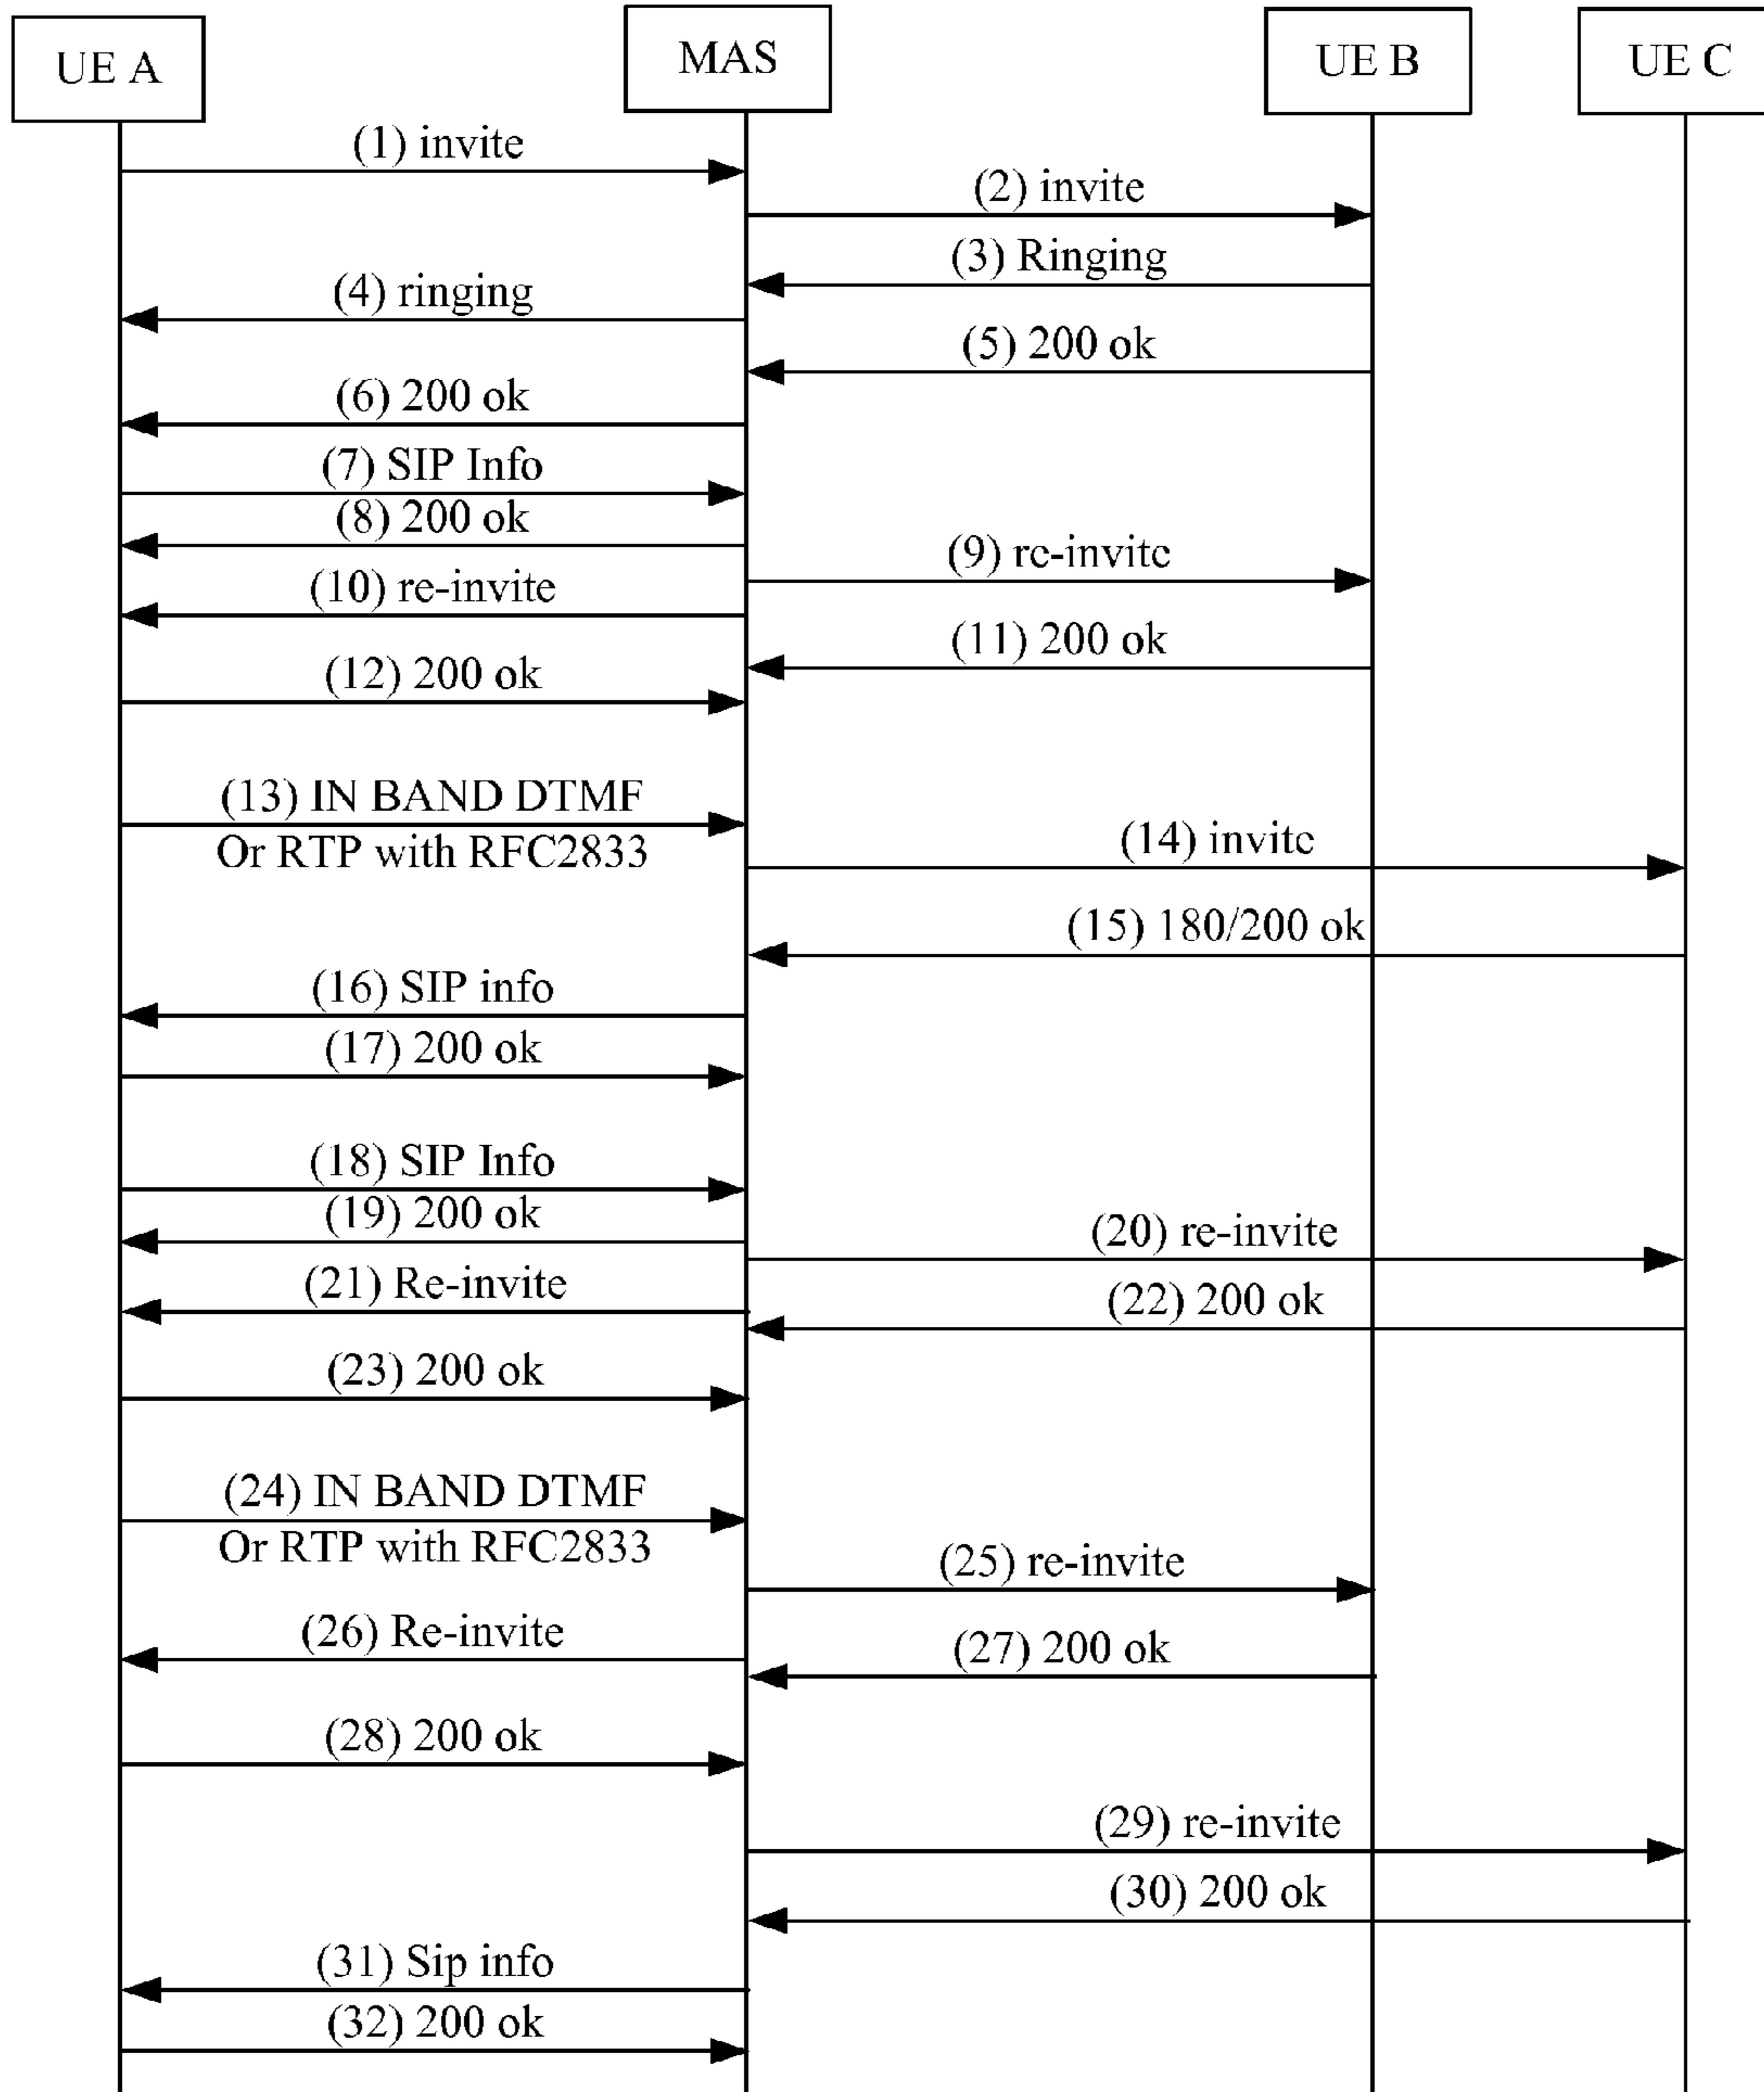 UE A
MAS
UE B
UE C
(1) invite
(2) invite
(3) Ringing
(4) ringing
(5) 200 ok
(6) 200 ok
(7) SIP Info
(8) 200 ok
(9) re-invite
(10) re-invite
(11) 200 ok
(12) 200 ok
(13) IN BAND DTMF
Or RTP with RFC2833
(14) invite
(15) 180/200 ok
(16) SIP info
(17) 200 ok
(18) SIP Info
(19) 200 ok
(20) re-invite
(21) Re-invite
(22) 200 ok
(23) 200 ok
(24) IN BAND DTMF
Or RTP with RFC2833
(25) re-invite
(26) Re-invite
(27) 200 ok
(28) 200 ok
(29) re-invite
(30) 200 ok
(31) Sip info
(32) 200 ok